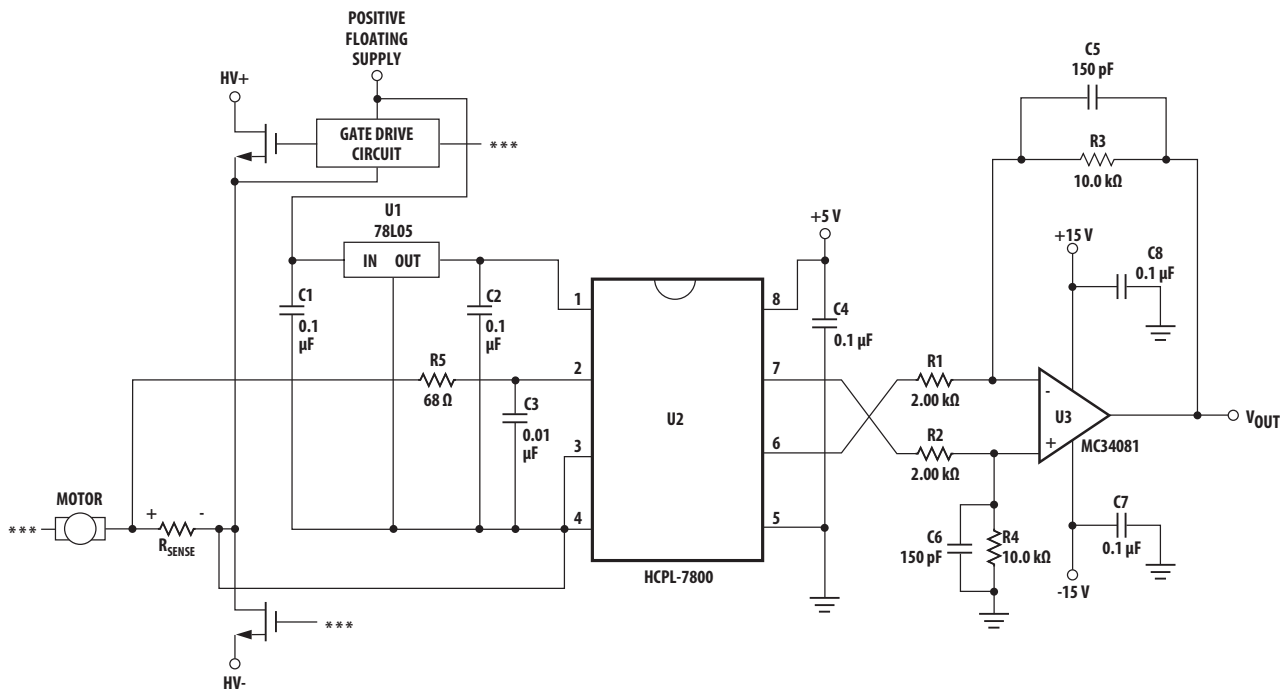 POSITIVE
FLOATING
SUPPLY
HV+
GATE DRIVE
CIRCUIT
***
U1
78L05
IN OUT
C1
0.1
µF
C2
0.1
µF
R5
68 Ω
C3
0.01
µF
MOTOR
***
+ -
RSENSE
***
HV-
1
2
3
4
U2
8
7
6
5
HCPL-7800
+5 V
C4
0.1 µF
R1
2.00 kΩ
R2
2.00 kΩ
C5
150 pF
R3
10.0 kΩ
+15 V
C8
0.1 µF
-
U3
+
MC34081
VOUT
C6
150 pF
R4
10.0 kΩ
C7
0.1 µF
-15 V